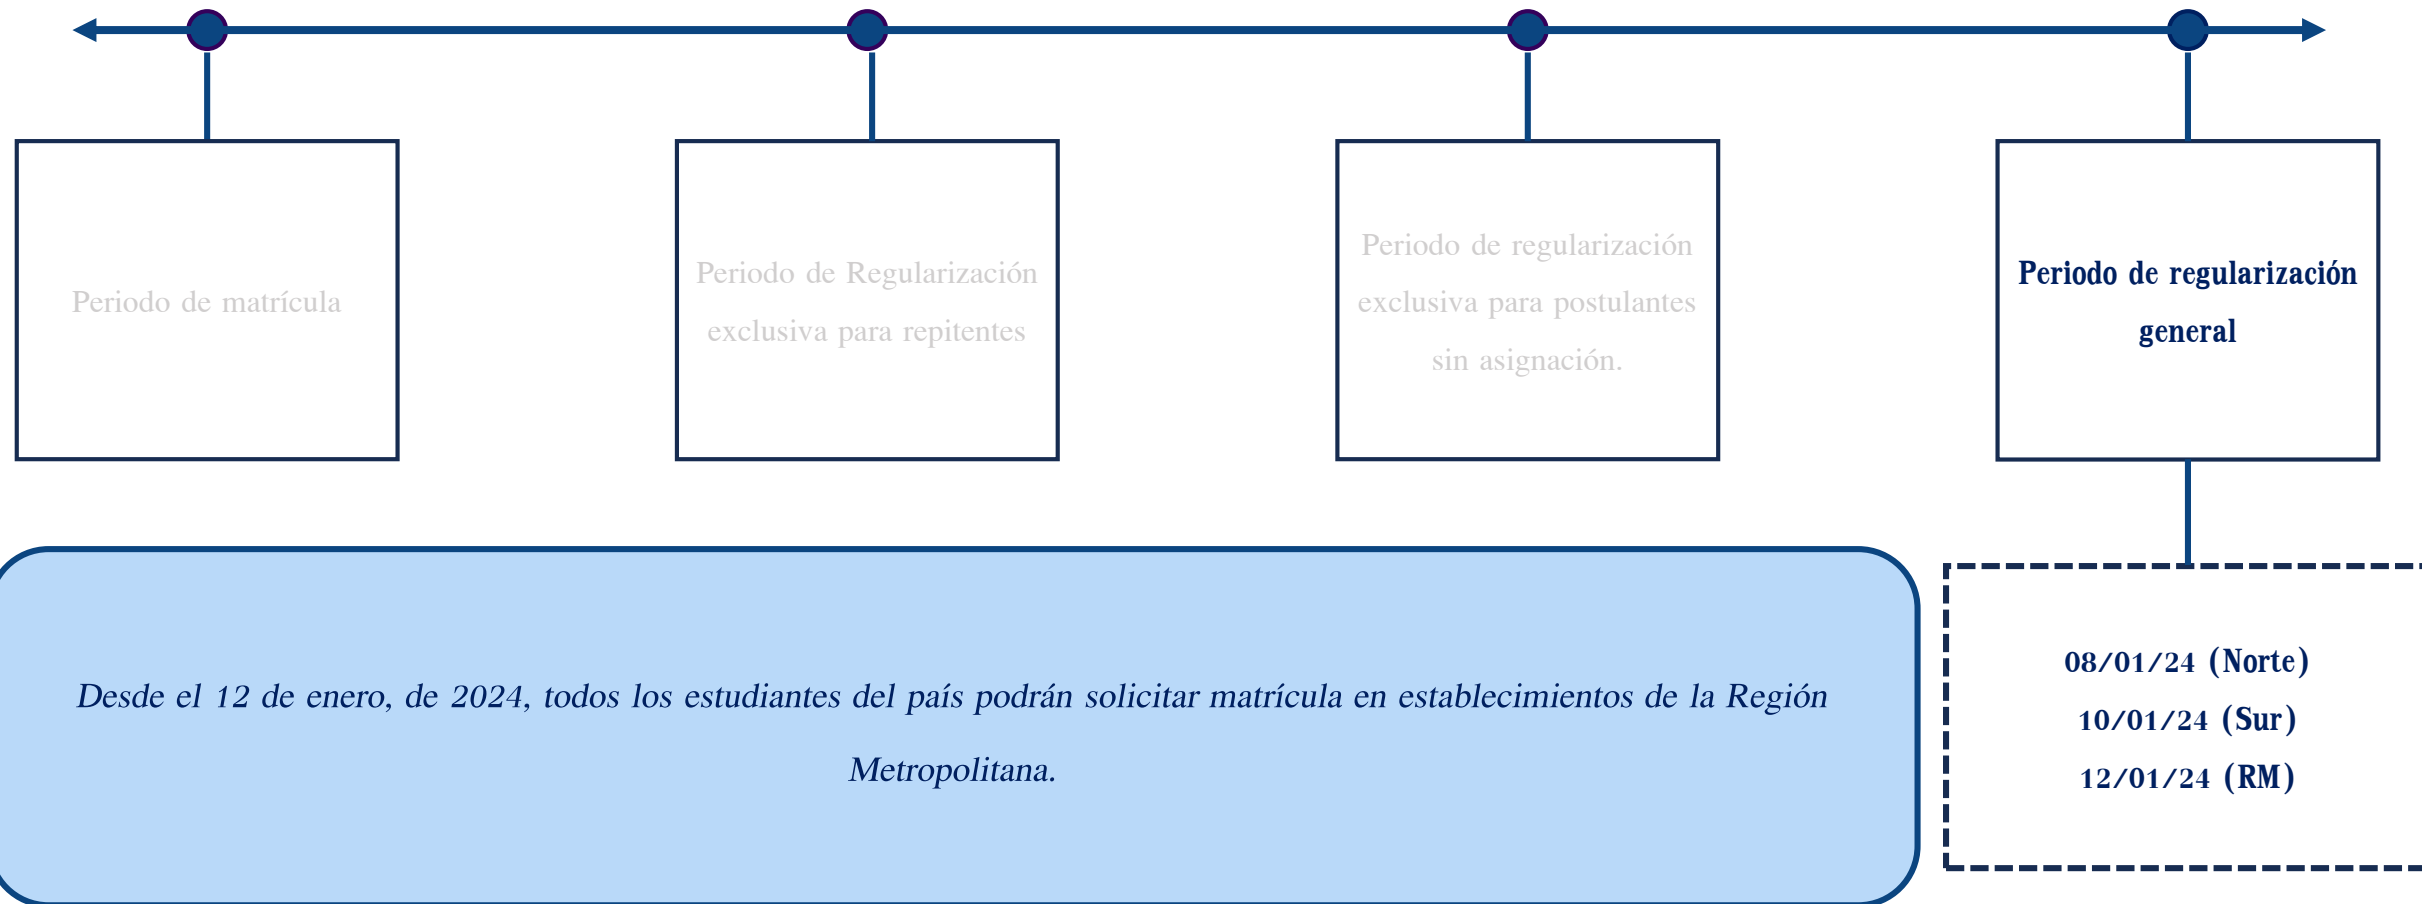 Periodo de matrícula
Periodo de Regularización
exclusiva para repitentes
Periodo de regularización
exclusiva para postulantes
sin asignación.
Periodo de regularización
general
Desde el 12 de enero, de 2024, todos los estudiantes del país podrán solicitar matrícula en establecimientos de la Región
Metropolitana.
08/01/24 (Norte)
10/01/24 (Sur)
12/01/24 (RM)